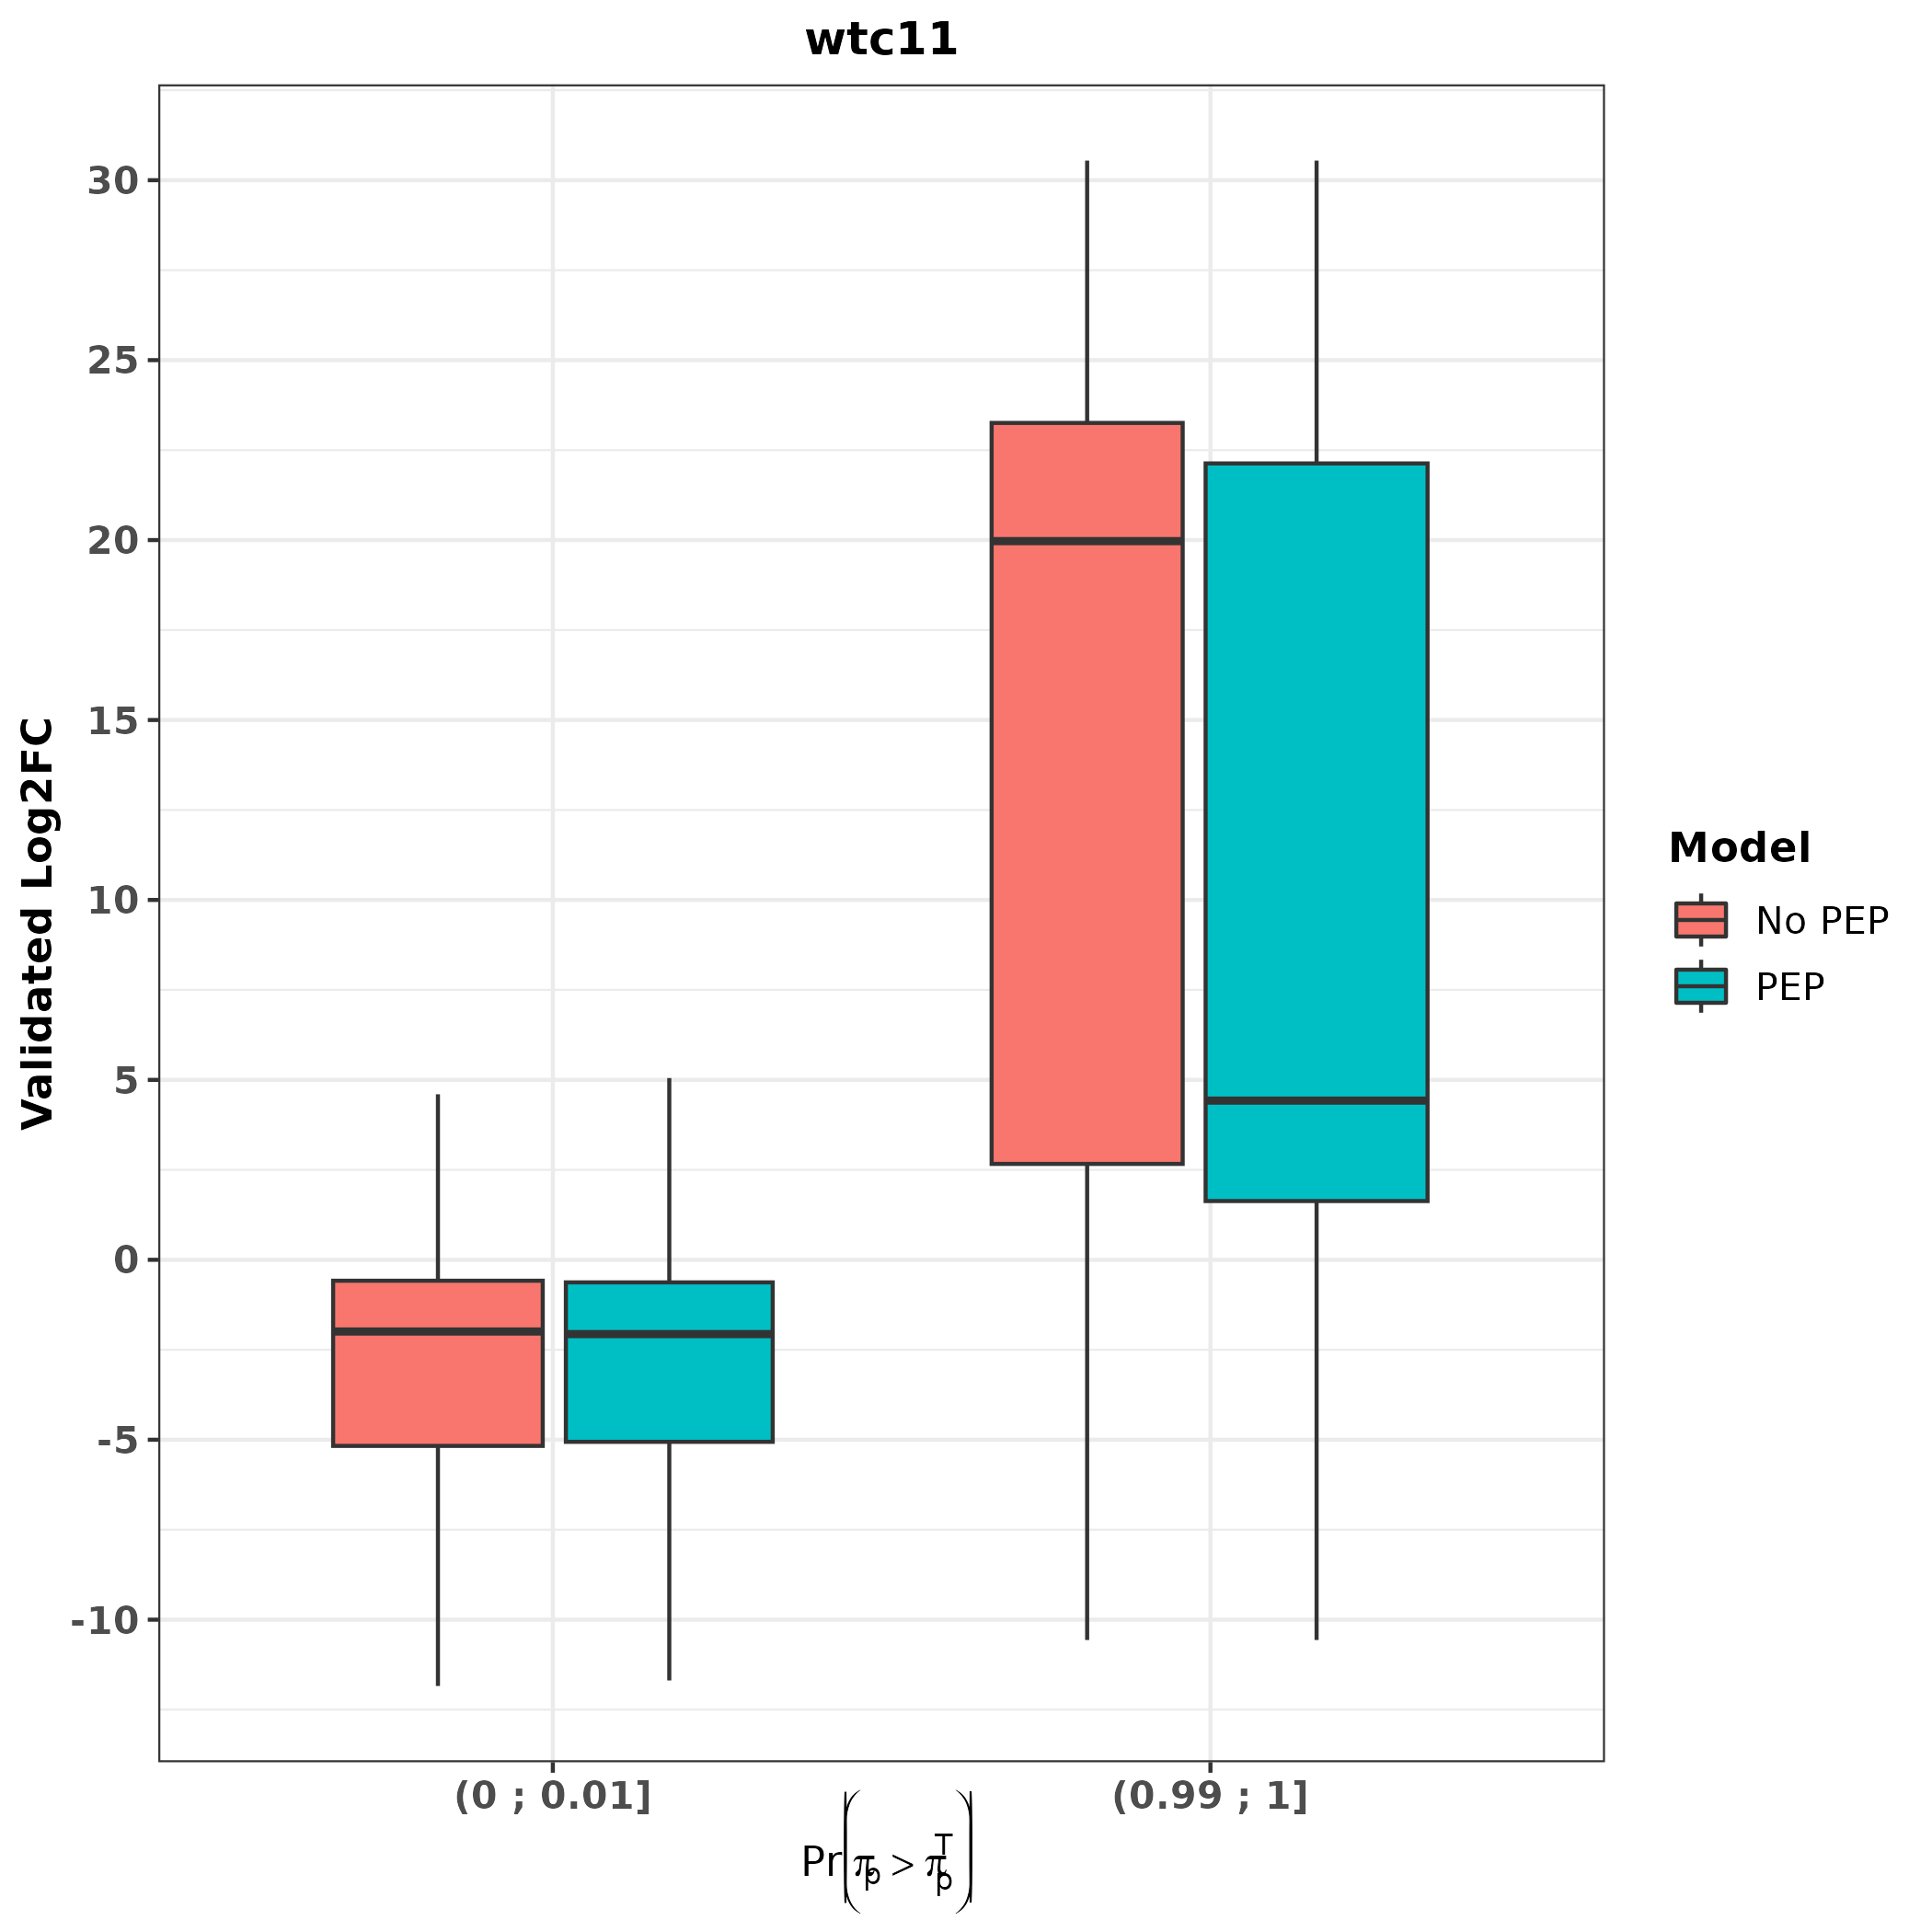 wtc11
Validated Log2FC
30
25
20
15
10
5
0
-5
-10
(0 ; 0.01]
(0.99 ; 1]
Pr(πp > πpT)
Model
No PEP
PEP